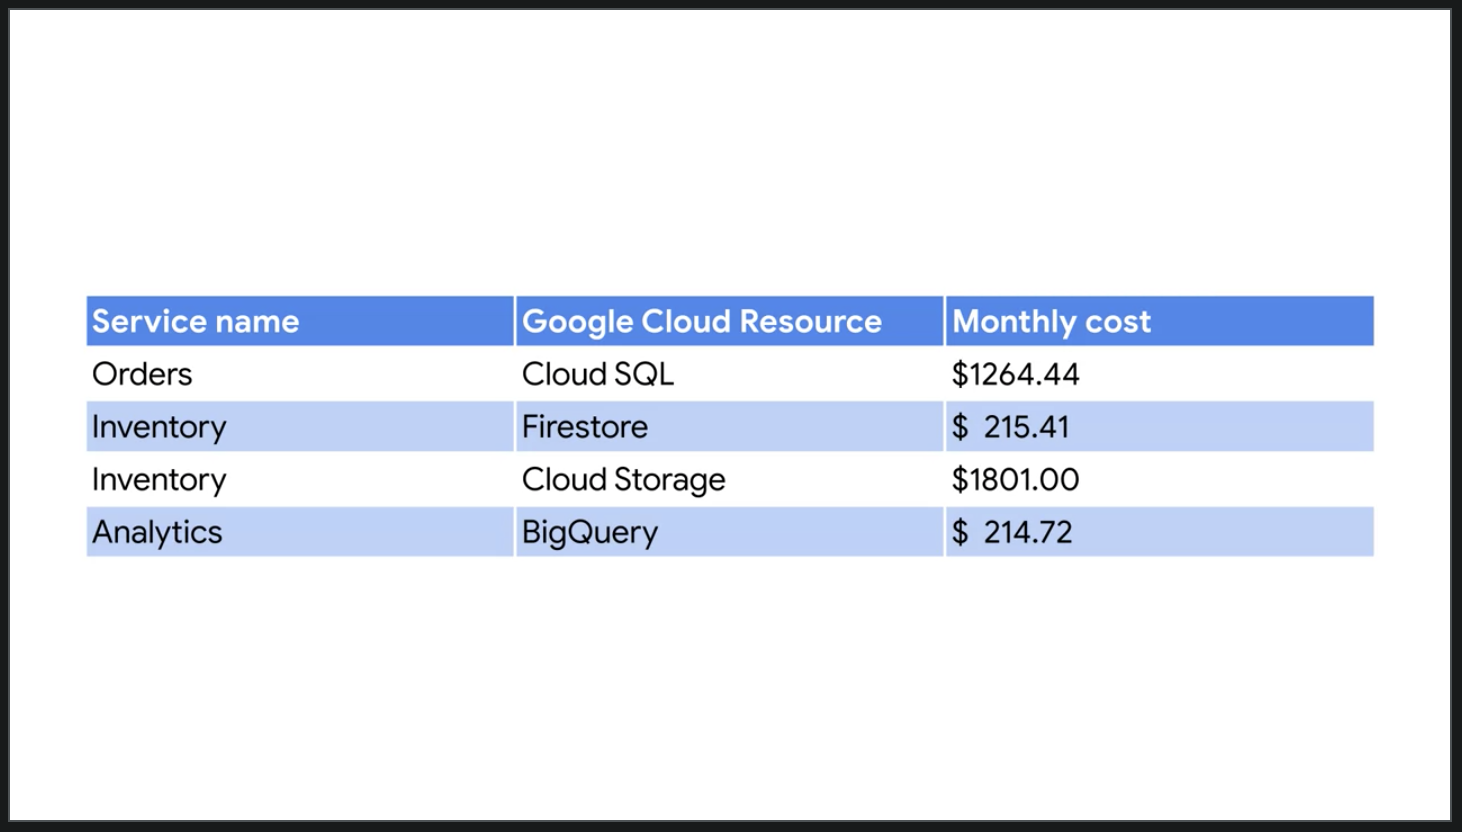 Service name Google Cloud Resource Monthly cost
Orders Cloud SQL $1264.44
Inventory Firestore $ 215.41
Inventory Cloud Storage $1801.00
Analytics BigQuery $ 214.72